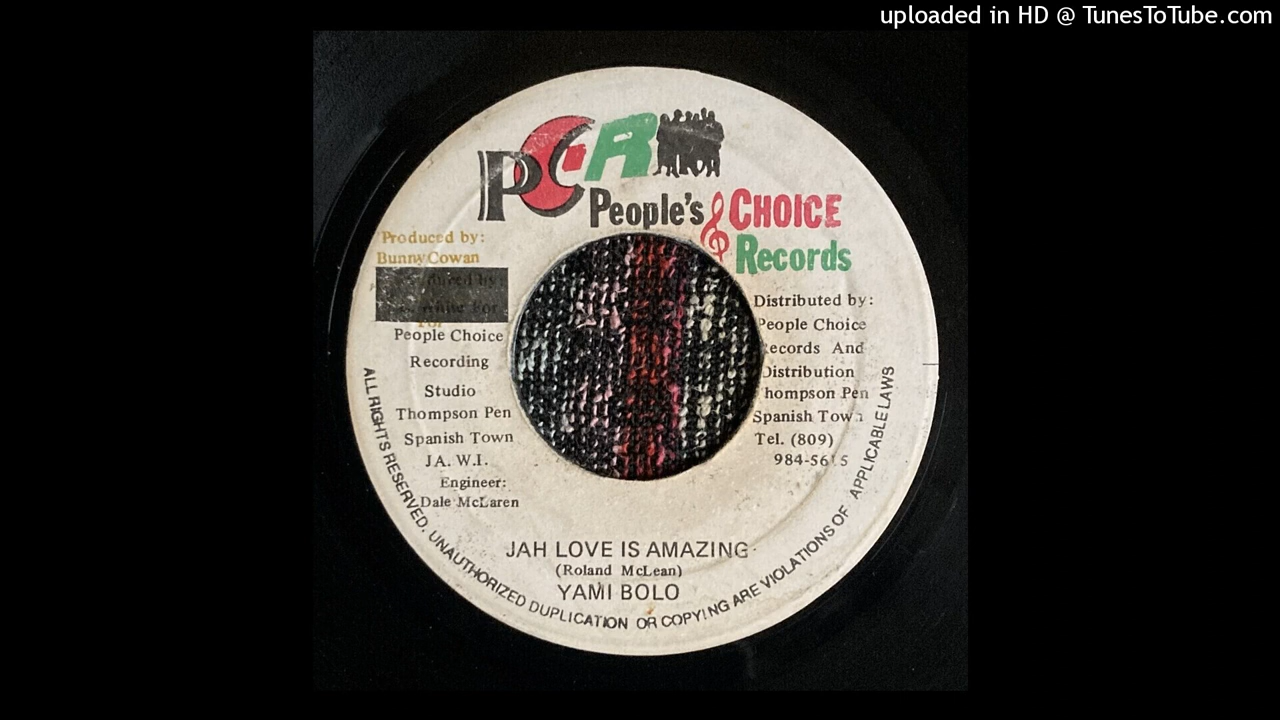 uploaded in HD @ TunesToTube.com
PCR
People's CHOICE
Records
Produced by:
Bunny Cowan
For
People Choice
Recording
Studio
Thompson Pen
Spanish Town
JA. W.I.
Engineer:
Dale McLaren
Distributed by:
People Choice
Records And
Distribution
Thompson Pen
Spanish Town
Tel. (809)
984-5615
JAH LOVE IS AMAZING
(Roland McLean)
YAMI BOLO
ALL RIGHTS RESERVED. UNAUTHORIZED DUPLICATION OR COPYING ARE VIOLATIONS OF APPLICABLE LAWS